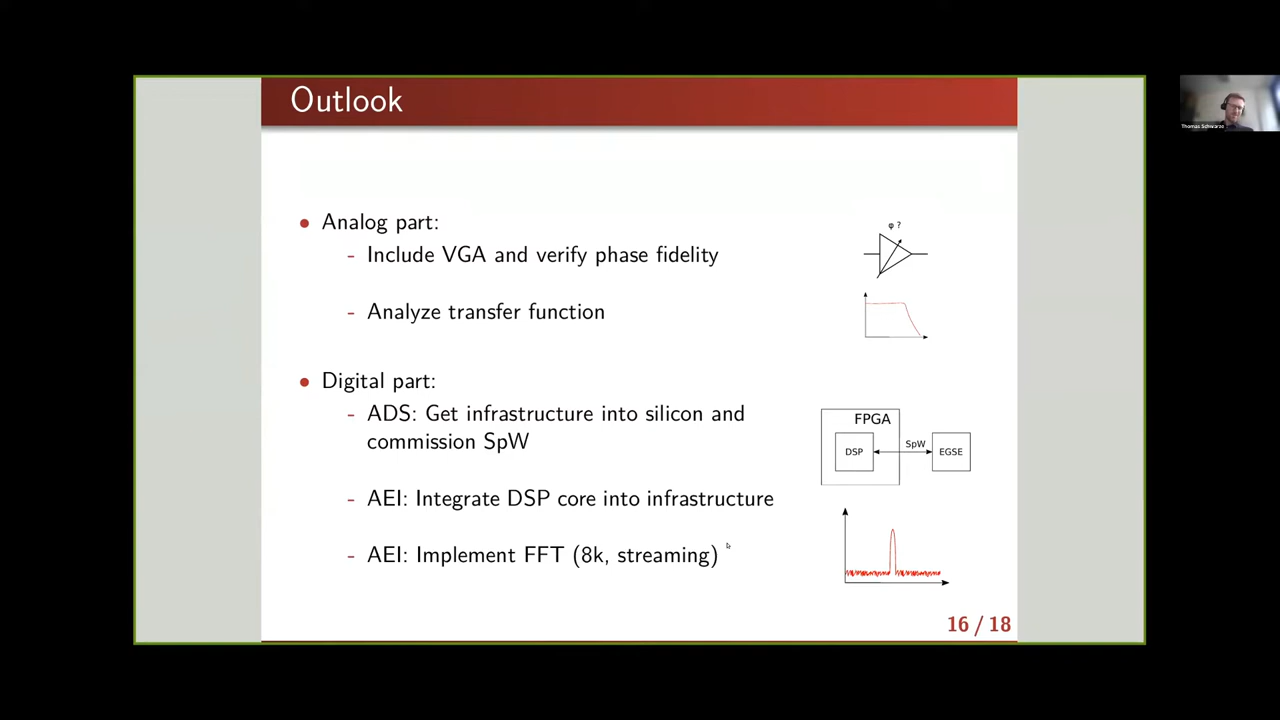 Outlook
Thomas Schwarze
• Analog part:
φ ?
- Include VGA and verify phase fidelity
- Analyze transfer function
• Digital part:
- ADS: Get infrastructure into silicon and
commission SpW
FPGA
DSP
SpW
EGSE
- AEI: Integrate DSP core into infrastructure
- AEI: Implement FFT (8k, streaming)
16 / 18